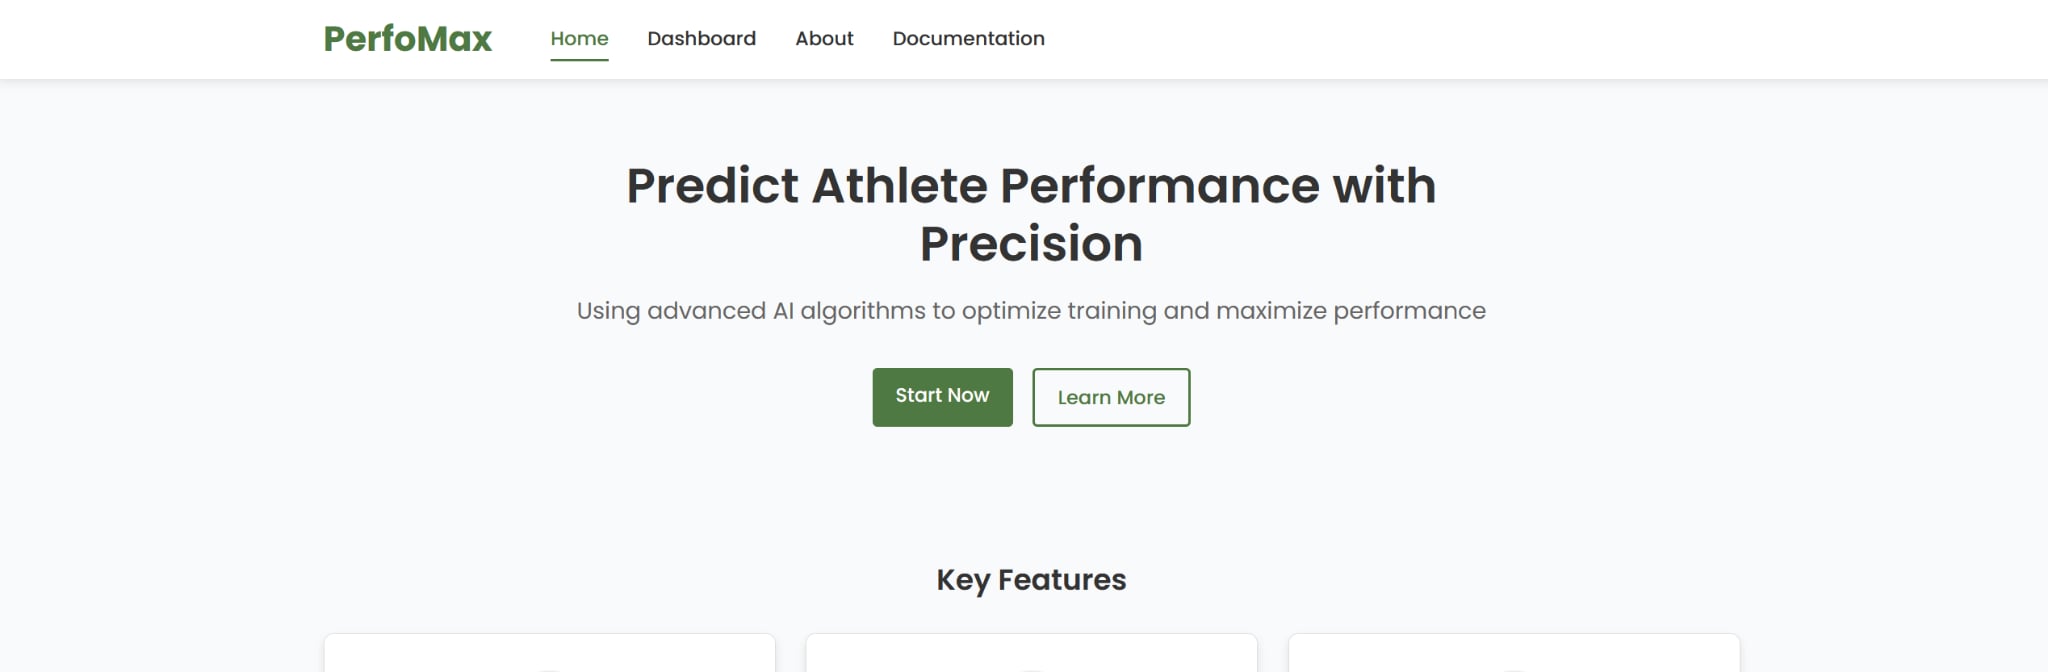 PerfoMax Home Dashboard About Documentation
Predict Athlete Performance with
Precision
Using advanced AI algorithms to optimize training and maximize performance
Start Now Learn More
Key Features